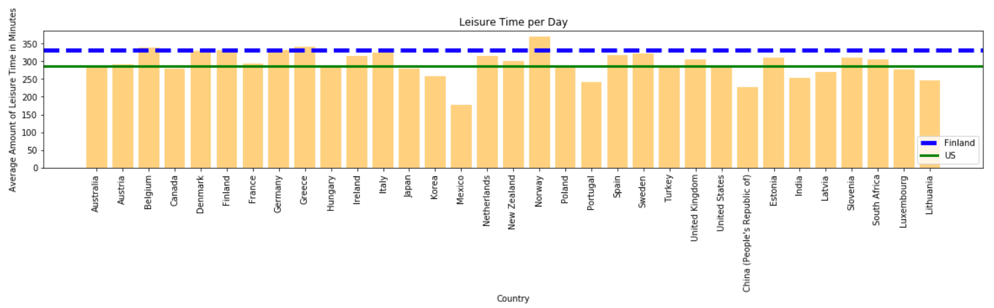 Leisure Time per Day
Average Amount of Leisure Time in Minutes
350
300
250
200
150
100
50
0
Finland
US
Australia
Austria
Belgium
Canada
Denmark
Finland
France
Germany
Greece
Hungary
Ireland
Italy
Japan
Korea
Mexico
Netherlands
New Zealand
Norway
Poland
Portugal
Spain
Sweden
Turkey
United Kingdom
United States
China (People's Republic of)
Estonia
India
Latvia
Slovenia
South Africa
Luxembourg
Lithuania
Country